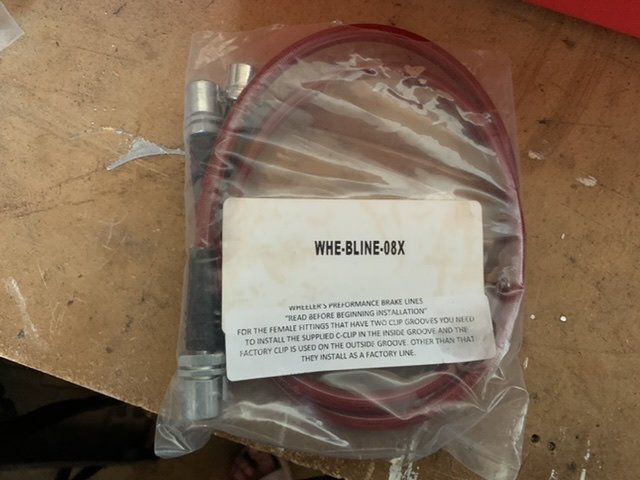 WHE-BLINE-08X
WHEELER'S PREFORMANCE BRAKE LINES
"READ BEFORE BEGINNING INSTALLATION"
FOR THE FEMALE FITTINGS THAT HAVE TWO CLIP GROOVES YOU NEED
TO INSTALL THE SUPPLIED C-CLIP IN THE INSIDE GROOVE AND THE
FACTORY CLIP IS USED ON THE OUTSIDE GROOVE. OTHER THAN THAT
THEY INSTALL AS A FACTORY LINE.